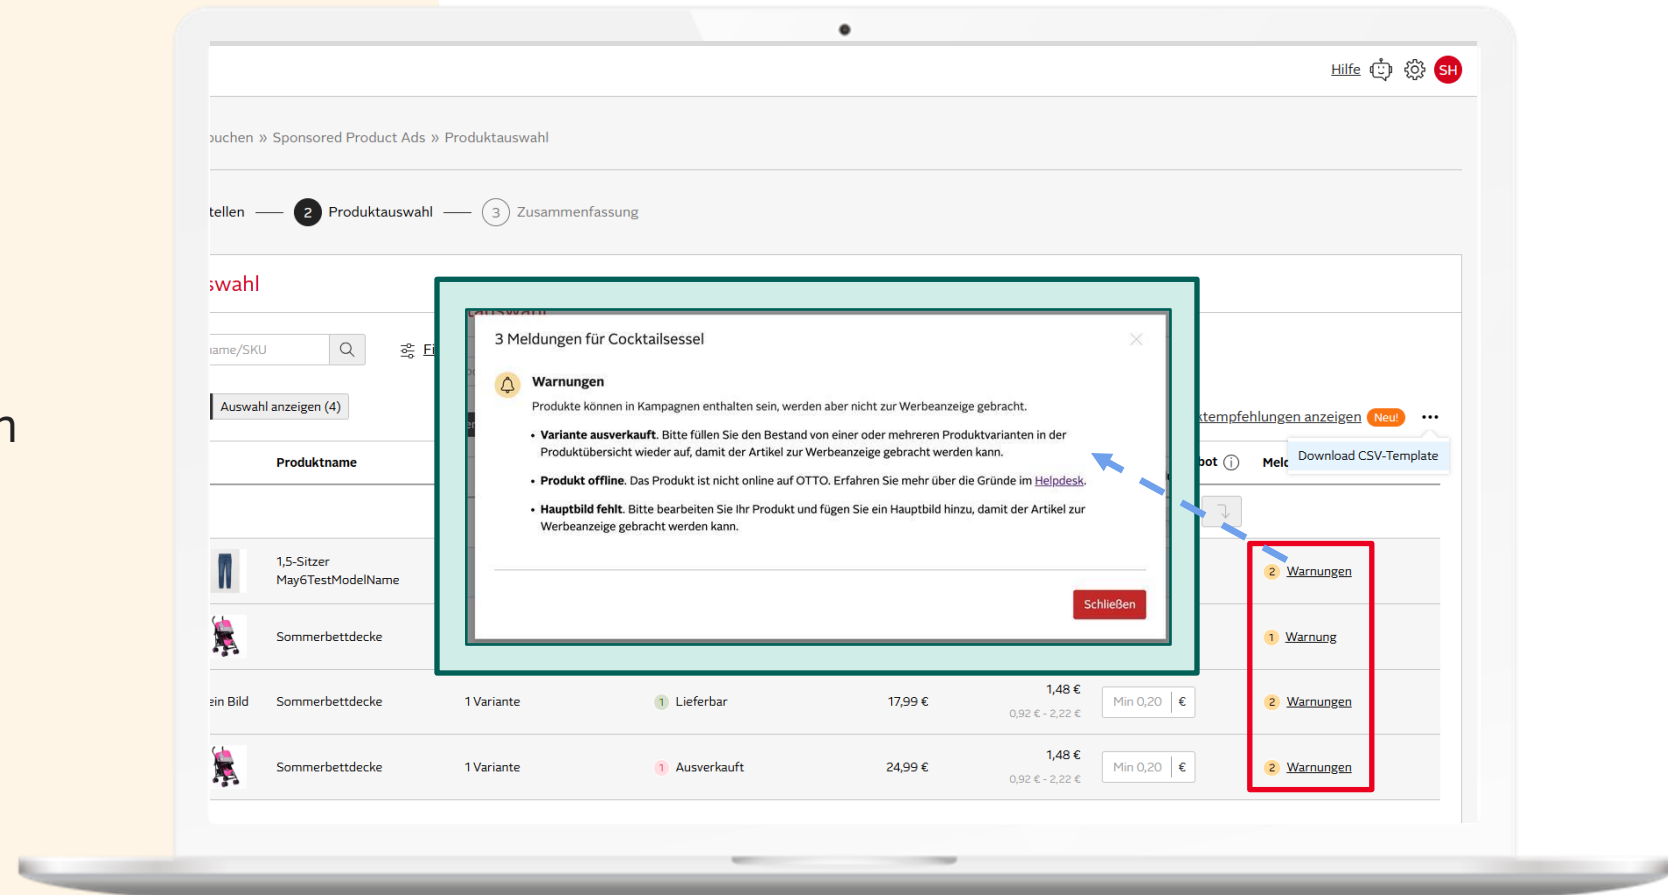 n
Hilfe SH
buchen » Sponsored Product Ads » Produktauswahl
tellen 2 Produktauswahl 3 Zusammenfassung
swahl
name/SKU Fi
Auswahl anzeigen (4)
ktempfehlungen anzeigen Neu! •••
Download CSV-Template
Produktname bot Meld
3 Meldungen für Cocktailsessel
Warnungen
Produkte können in Kampagnen enthalten sein, werden aber nicht zur Werbeanzeige gebracht.
• Variante ausverkauft. Bitte füllen Sie den Bestand von einer oder mehreren Produktvarianten in der
Produktübersicht wieder auf, damit der Artikel zur Werbeanzeige gebracht werden kann.
• Produkt offline. Das Produkt ist nicht online auf OTTO. Erfahren Sie mehr über die Gründe im Helpdesk.
• Hauptbild fehlt. Bitte bearbeiten Sie Ihr Produkt und fügen Sie ein Hauptbild hinzu, damit der Artikel zur
Werbeanzeige gebracht werden kann.
Schließen
1,5-Sitzer
May6TestModelName
2 Warnungen
Sommerbettdecke 1 Warnung
ein Bild Sommerbettdecke 1 Variante 1 Lieferbar 17,99 € 1,48 € Min 0,20 € 2 Warnungen
0,92 € - 2,22 €
Sommerbettdecke 1 Variante 1 Ausverkauft 24,99 € 1,48 € Min 0,20 € 2 Warnungen
0,92 € - 2,22 €